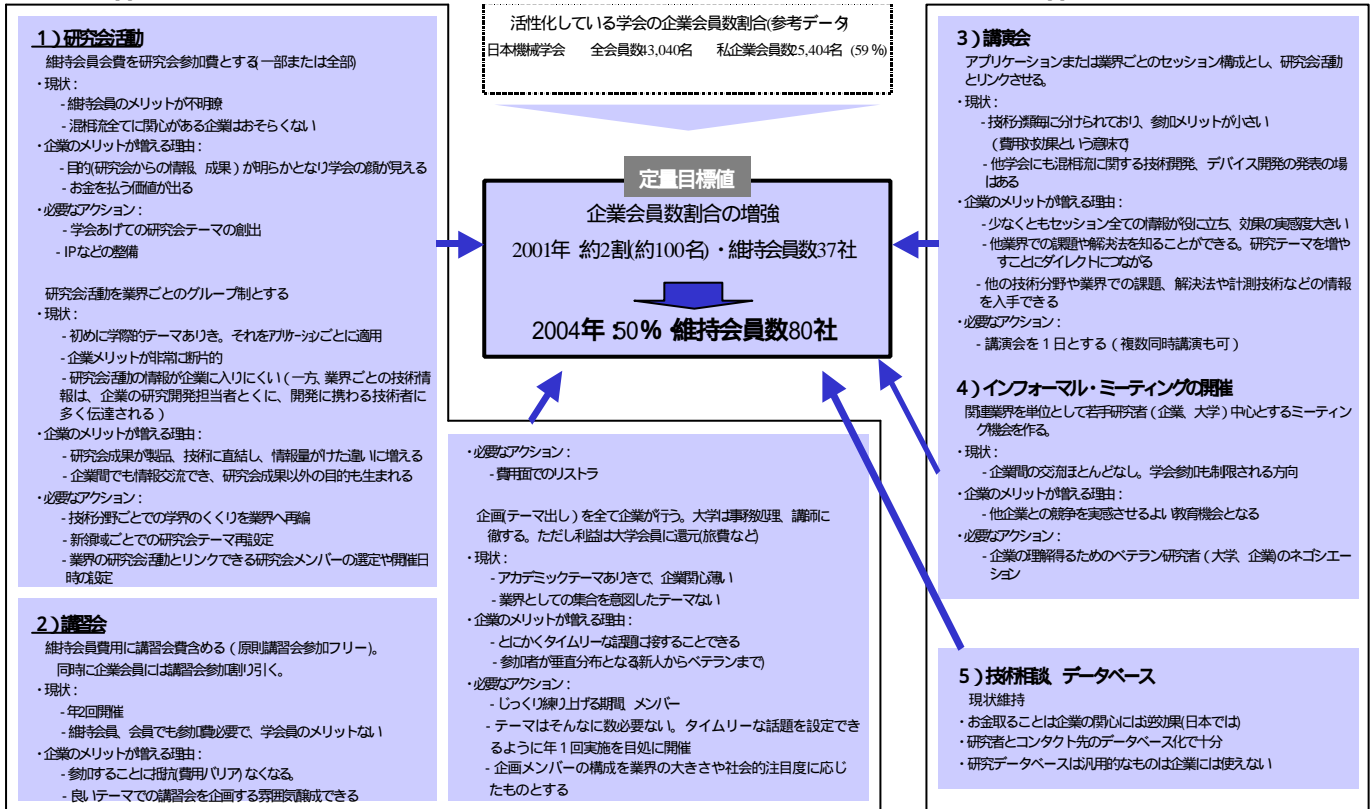 1）研究会活動
維持会員会費を研究会参加費とする(一部または全部)
・現状：
- 維持会員のメリットが不明瞭
- 混相流全てに関心がある企業はおそらくない
・企業のメリットが増える理由：
- 目的(研究会からの情報、成果）が明らかとなり学会の顔が見える
- お金を払う価値が出る
・必要なアクション：
- 学会あげての研究会テーマの創出
- IPなどの整備
研究会活動を業界ごとのグループ制とする
・現状：
- 初めに学際的テーマありき。それをアプリケーションごとに適用
- 企業メリットが非常に断片的
- 研究会活動の情報が企業に入りにくい（一方、業界ごとの技術情
報は、企業の研究開発担当者とくに、開発に携わる技術者に
多く伝達される）
・企業のメリットが増える理由：
- 研究会成果が製品、技術に直結し、情報量がけた違いに増える
- 企業間でも情報交流でき、研究会成果以外の目的も生まれる
・必要なアクション：
- 技術分野ごとでの学界のくくりを業界へ再編
- 新領域ごとでの研究会テーマ再設定
- 業界の研究会活動とリンクできる研究会メンバーの選定や開催日
時の設定
2）講習会
維持会員費用に講習会費含める（原則講習会参加フリー)。
同時に企業会員には講習会参加割り引く。
・現状：
- 年2回開催
- 維持会員、会員でも参加費必要で、学会員のメリットない
・企業のメリットが増える理由：
- 参加することに抵抗(費用バリア)なくなる。
- 良いテーマでの講習会を企画する雰囲気醸成できる
活性化している学会の企業会員数割合(参考データ)
日本機械学会 全会員数43,040名 私企業会員数25,404名 (59 %)
定量目標値
企業会員数割合の増強
2001年 約2割(約100名）・維持会員数37社
2004年：50％ 維持会員数80社
・必要なアクション：
- 費用面でのリストラ
企画(テーマ出し）を全て企業が行う。大学は事務処理、講師に
徹する。ただし利益は大学会員に還元(旅費など)
・現状：
- アカデミックテーマありきで、企業関心薄い
- 業界としての集合を意図したテーマない
・企業のメリットが増える理由：
- とにかくタイムリーな話題に接することできる
- 参加者が垂直分布となる(新人からベテランまで)
・必要なアクション：
- じっくり練り上げる期間、メンバー
- テーマはそんなに数必要ない。タイムリーな話題を設定でき
るように年１回実施を目処に開催
- 企画メンバーの構成を業界の大きさや社会的注目度に応じ
たものとする
3）講演会
アプリケーションまたは業界ごとのセッション構成とし、研究会活動
とリンクさせる。
・現状：
- 技術分類毎に分けられており、参加メリットが小さい
（費用対効果という意味で）
- 他学会にも混相流に関する技術開発、デバイス開発の発表の場
はある
・企業のメリットが増える理由：
- 少なくともセッション全ての情報が役に立ち、効果の実感度大きい
- 他業界での課題や解決法を知ることができる。研究テーマを増や
すことにダイレクトにつながる
- 他の技術分野や業界での課題、解決法や計測技術などの情報
を入手できる
・必要なアクション：
- 講演会を１日とする（複数同時講演も可）
4）インフォーマル・ミーティングの開催
関連業界を単位として若手研究者（企業、大学）中心とするミーティン
グ機会を作る。
・現状：
- 企業間の交流ほとんどなし。学会参加も制限される方向
・企業のメリットが増える理由：
- 他企業との競争を実感させるよい教育機会となる
・必要なアクション：
- 企業の理解得るためのベテラン研究者（大学、企業)のネゴシエー
ション
5）技術相談、データベース
現状維持
・お金取ることは企業の関心には逆効果(日本では)
・研究者とコンタクト先のデータベース化で十分
・研究データベースは汎用的なものは企業には使えない